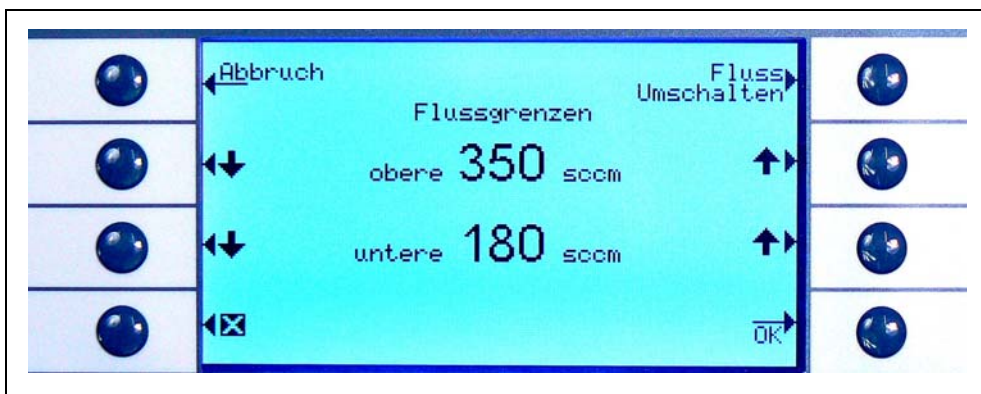 Abbruch
Fluss
Umschalten
Flussgrenzen
obere 350 sccm
untere 180 sccm
OK